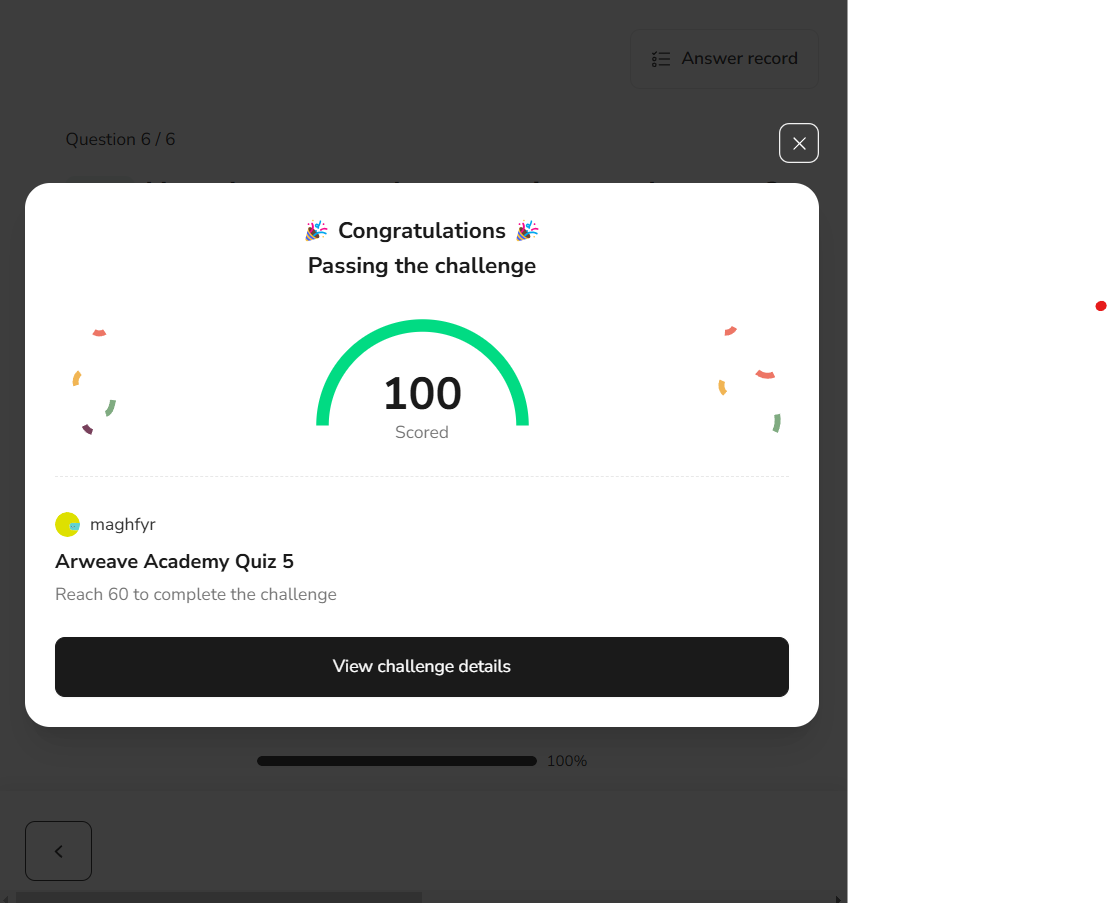 Answer record
Question 6 / 6
🎉 Congratulations 🎉
Passing the challenge
100
Scored
maghfyr
Arweave Academy Quiz 5
Reach 60 to complete the challenge
View challenge details
100%